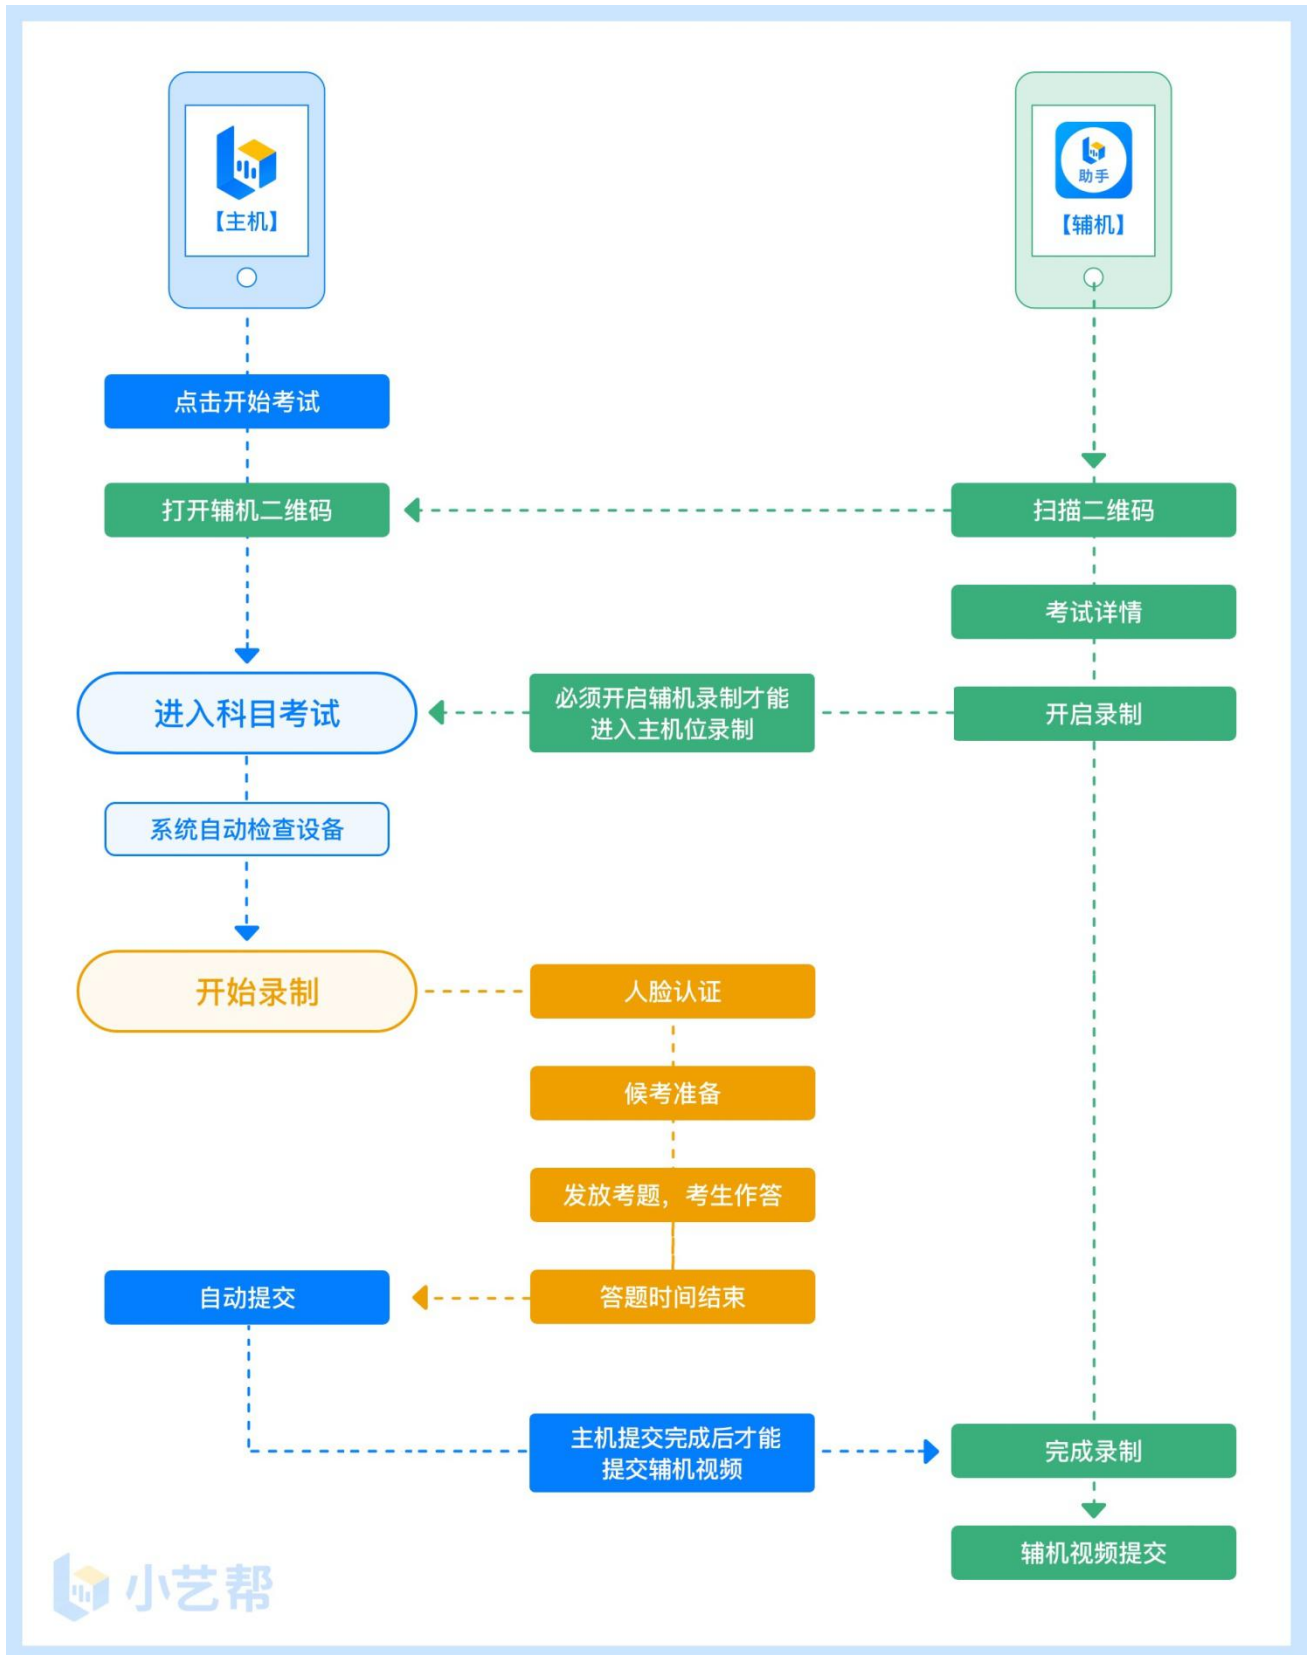 【主机】
助手
【辅机】
点击开始考试
打开辅机二维码
扫描二维码
考试详情
进入科目考试
必须开启辅机录制才能
进入主机位录制
开启录制
系统自动检查设备
开始录制
人脸认证
候考准备
发放考题，考生作答
自动提交
答题时间结束
主机提交完成后才能
提交辅机视频
完成录制
辅机视频提交
小艺帮